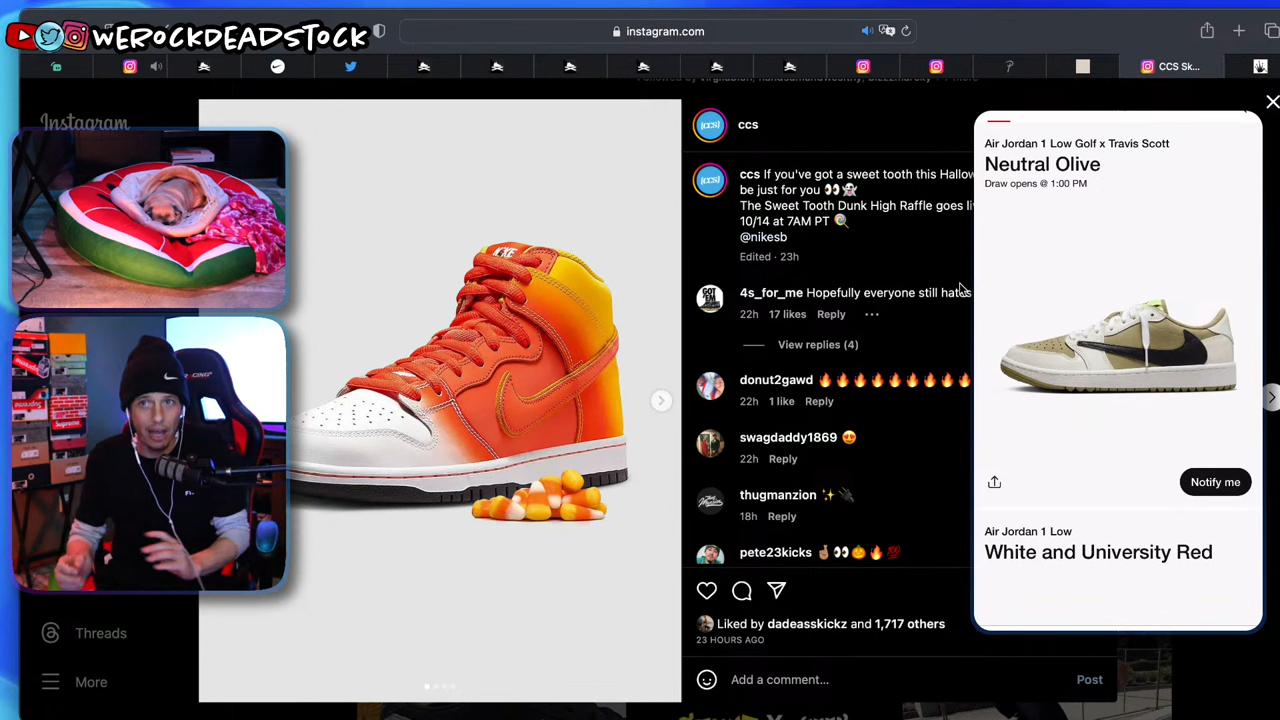 WEROCKDEADSTOCK
instagram.com
CCS Sk...
Instagram
ccs
ccs If you've got a sweet tooth this Hallow
be just for you 👀👻
The Sweet Tooth Dunk High Raffle goes li
10/14 at 7AM PT 🍭
@nikesb
Edited · 23h
4s_for_me Hopefully everyone still hat
22h 17 likes Reply ...
View replies (4)
donut2gawd 🔥🔥🔥🔥🔥🔥🔥🔥🔥
22h 1 like Reply
swagdaddy1869 😍
22h Reply
thugmanzion ✨🔌
18h Reply
pete23kicks 🤞🏽👀🎃🔥💯
Liked by dadeasskickz and 1,717 others
23 HOURS AGO
Add a comment...
Post
Threads
More
Air Jordan 1 Low Golf x Travis Scott
Neutral Olive
Draw opens @ 1:00 PM
Notify me
Air Jordan 1 Low
White and University Red
Supreme
GOT
'EM